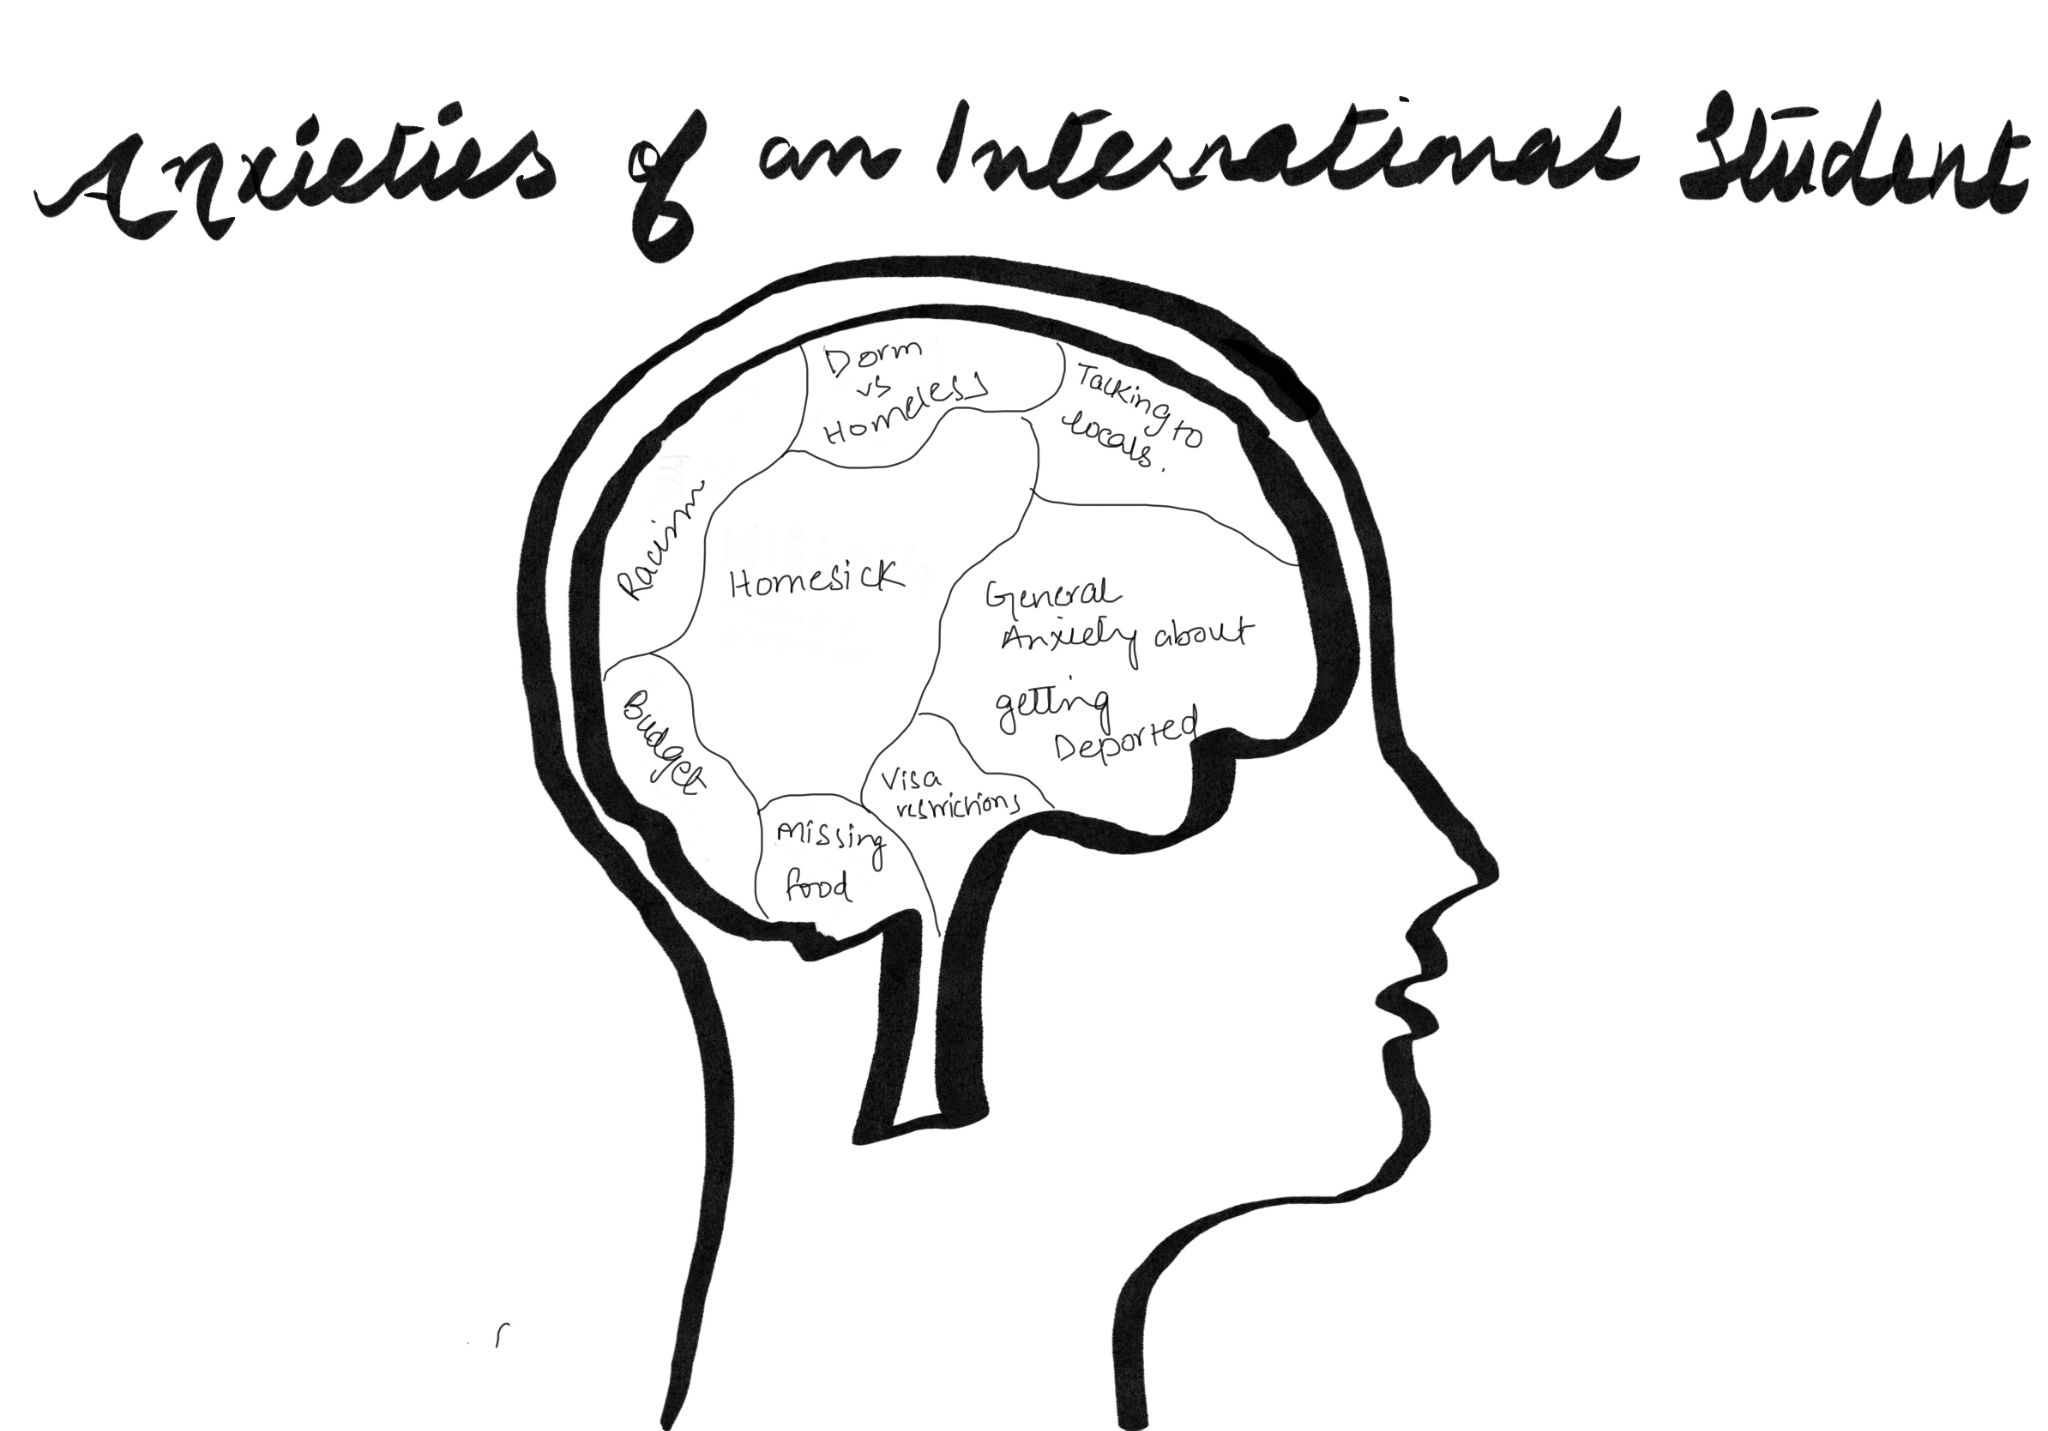 Anxieties of an International Student
Dorm
vs
Homeless
Talking to
locals.
Racism
Homesick
General
Anxiety about
getting
Deported
Budget
Visa
restrictions
Missing
food